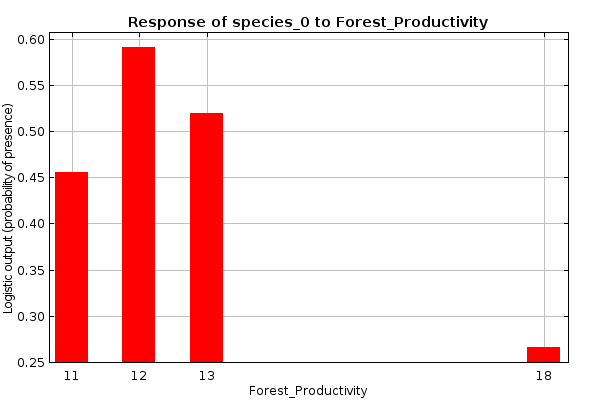 Response of species_0 to Forest_Productivity
Logistic output (probability of presence)
0.60
0.55
0.50
0.45
0.40
0.35
0.30
0.25
11 12 13 18
Forest_Productivity